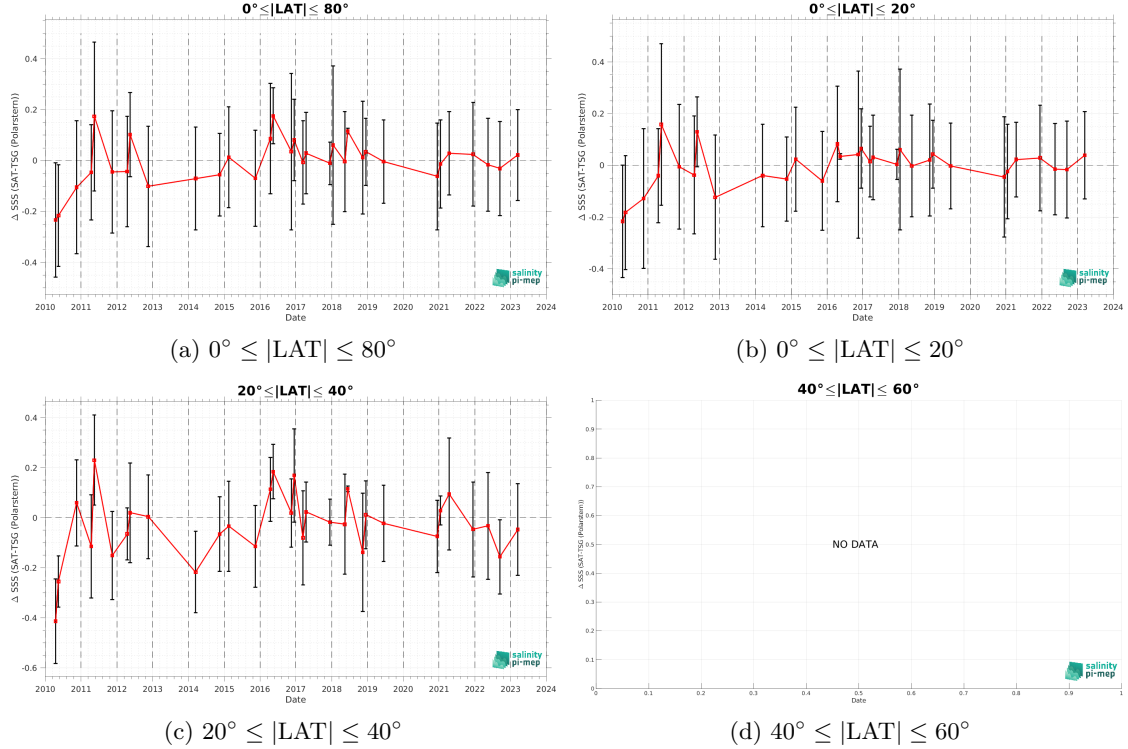 0°≤|LAT|≤ 80°
Δ SSS (SAT-TSG (Polarstern))
0.4
0.2
0
-0.2
-0.4
2010 2011 2012 2013 2014 2015 2016 2017 2018 2019 2020 2021 2022 2023 2024
Date
salinity
pi-mep
(a) 0° ≤ |LAT| ≤ 80°
0°≤|LAT|≤ 20°
Δ SSS (SAT-TSG (Polarstern))
0.4
0.2
0
-0.2
-0.4
2010 2011 2012 2013 2014 2015 2016 2017 2018 2019 2020 2021 2022 2023 2024
Date
salinity
pi-mep
(b) 0° ≤ |LAT| ≤ 20°
20°≤|LAT|≤ 40°
Δ SSS (SAT-TSG (Polarstern))
0.4
0.2
0
-0.2
-0.4
-0.6
2010 2011 2012 2013 2014 2015 2016 2017 2018 2019 2020 2021 2022 2023 2024
Date
salinity
pi-mep
(c) 20° ≤ |LAT| ≤ 40°
40°≤|LAT|≤ 60°
Δ SSS (SAT-TSG (Polarstern))
1
0.9
0.8
0.7
0.6
0.5
0.4
0.3
0.2
0.1
0
NO DATA
0 0.1 0.2 0.3 0.4 0.5 0.6 0.7 0.8 0.9 1
Date
salinity
pi-mep
(d) 40° ≤ |LAT| ≤ 60°